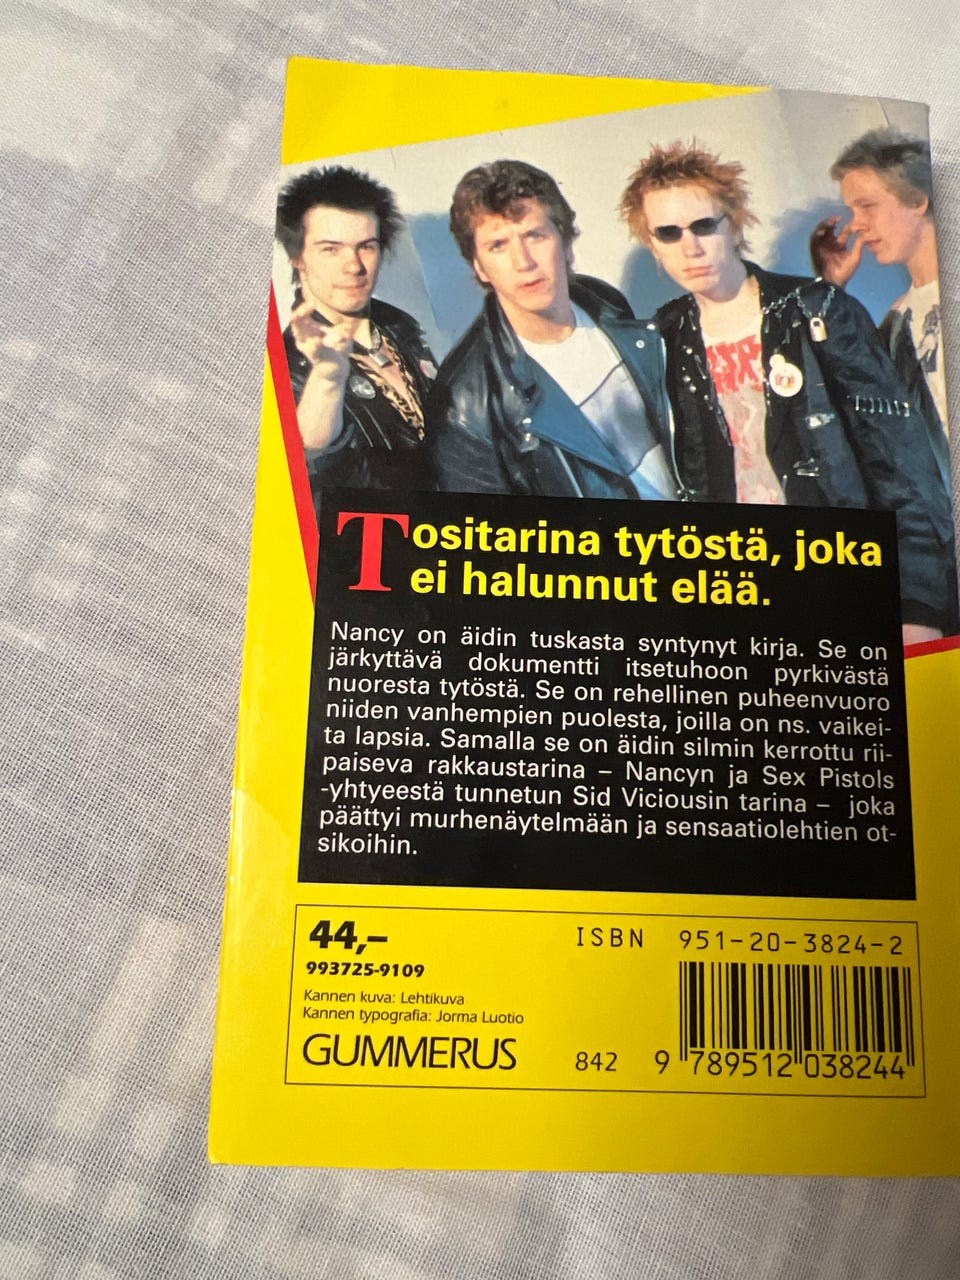 Tositarina tytöstä, joka
ei halunnut elää.
Nancy on äidin tuskasta syntynyt kirja. Se on
järkyttävä dokumentti itsetuhoon pyrkivästä
nuoresta tytöstä. Se on rehellinen puheenvuoro
niiden vanhempien puolesta, joilla on ns. vaikei-
ta lapsia. Samalla se on äidin silmin kerrottu rii-
paiseva rakkaustarina – Nancyn ja Sex Pistols
-yhtyeestä tunnetun Sid Viciousin tarina – joka
päättyi murhenäytelmään ja sensaatiolehtien ot-
sikoihin.
44,–
993725-9109
Kannen kuva: Lehtikuva
Kannen typografia: Jorma Luotio
GUMMERUS
ISBN 951-20-3824-2
842 9 789512 038244